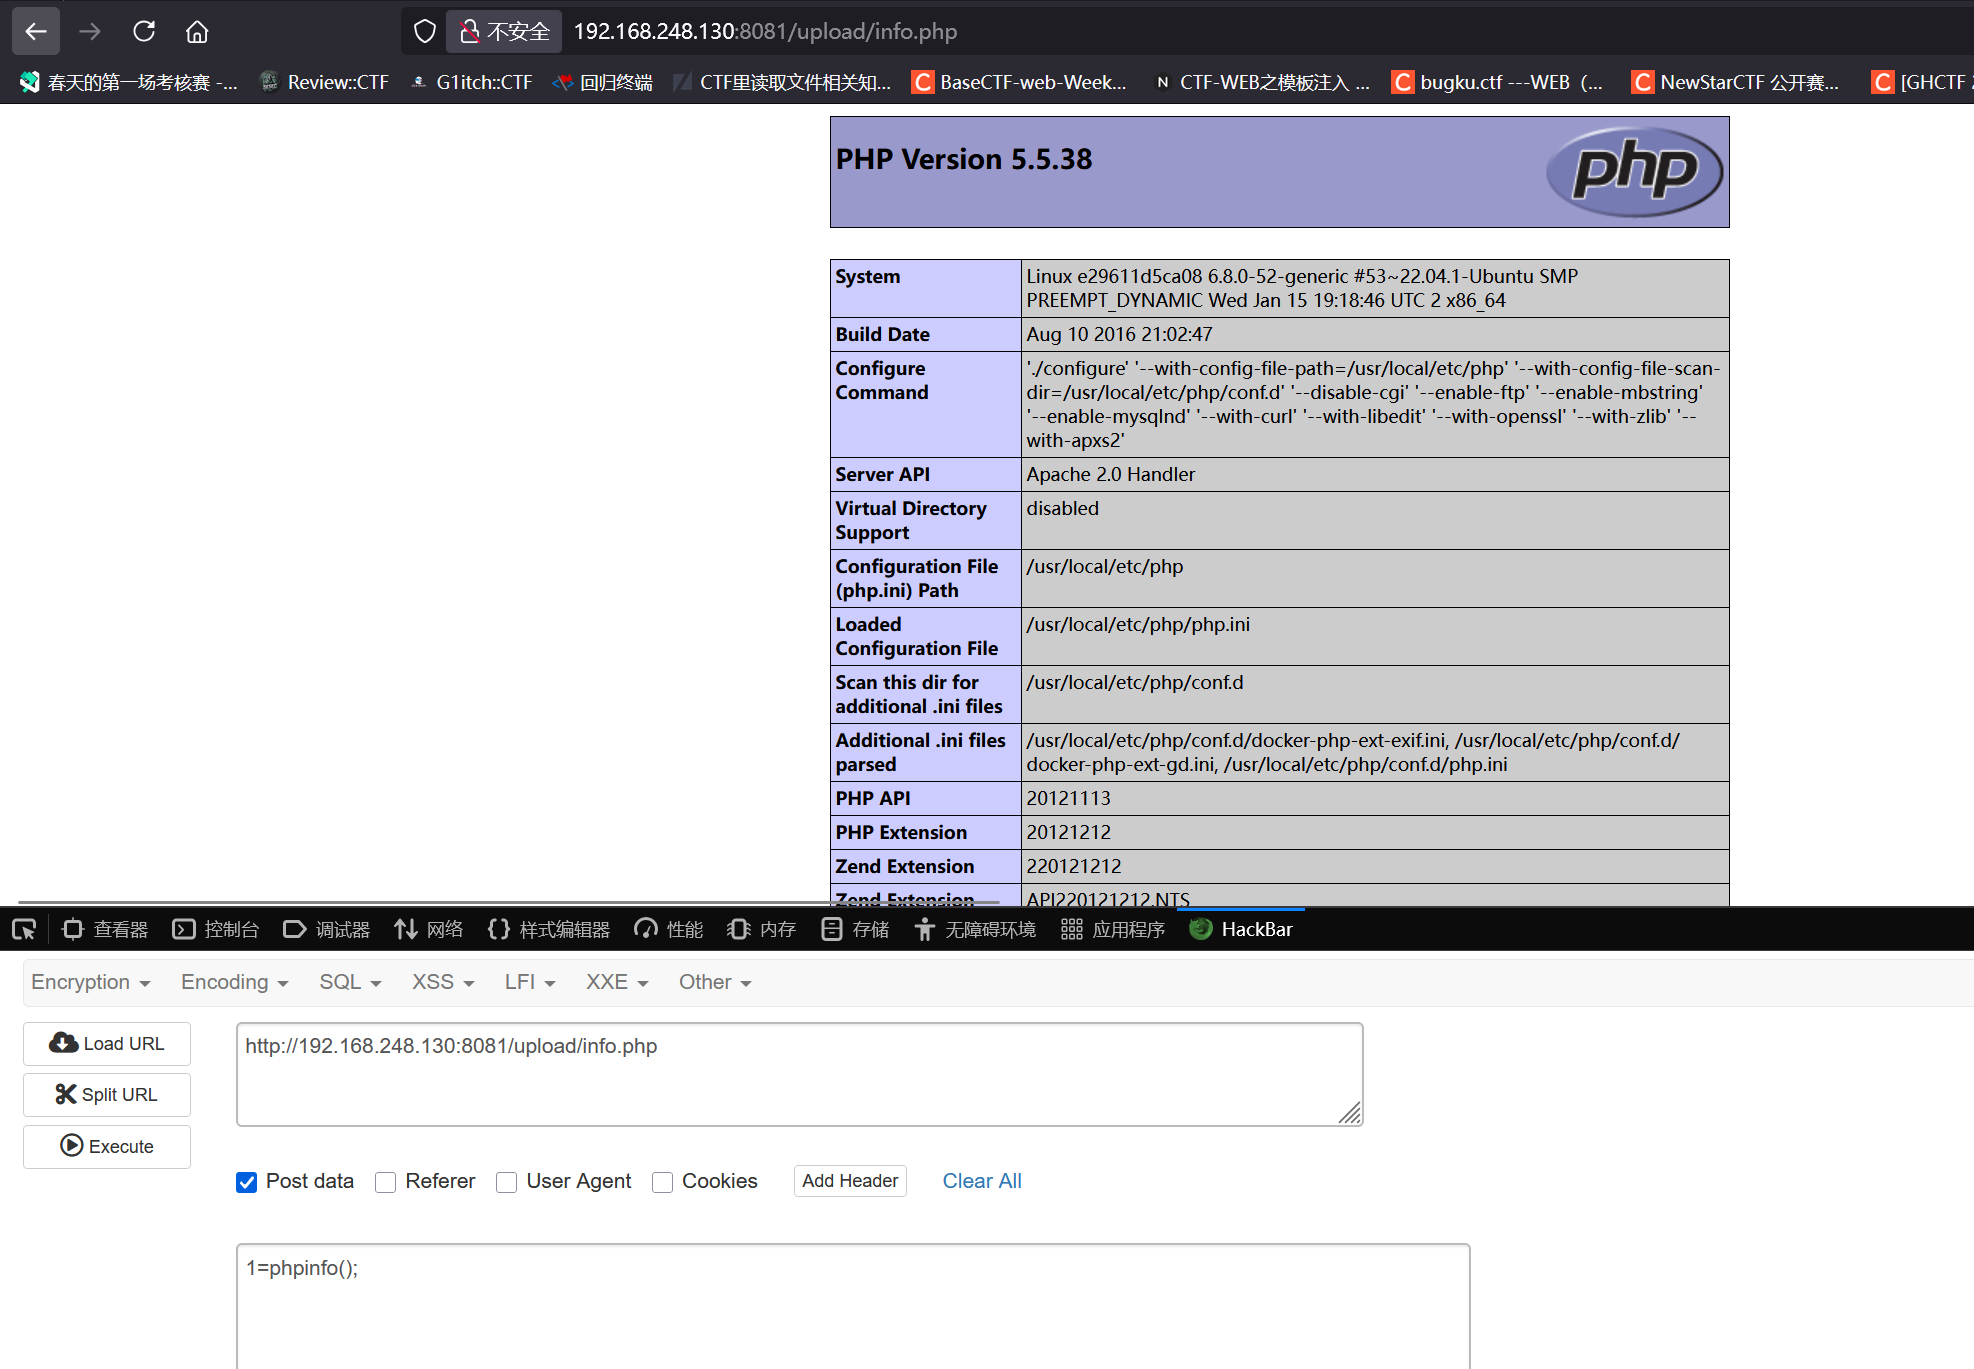 不安全 192.168.248.130:8081/upload/info.php
春天的第一场考核赛 -... Review::CTF G1itch::CTF 回归终端 CTF里读取文件相关知... BaseCTF-web-Week... CTF-WEB之模板注入 ... bugku.ctf ---WEB（... NewStarCTF 公开赛... [GHCTF
PHP Version 5.5.38
php
System Linux e29611d5ca08 6.8.0-52-generic #53~22.04.1-Ubuntu SMP
PREEMPT_DYNAMIC Wed Jan 15 19:18:46 UTC 2 x86_64
Build Date Aug 10 2016 21:02:47
Configure './configure' '--with-config-file-path=/usr/local/etc/php' '--with-config-file-scan-
Command dir=/usr/local/etc/php/conf.d' '--disable-cgi' '--enable-ftp' '--enable-mbstring'
'--enable-mysqlnd' '--with-curl' '--with-libedit' '--with-openssl' '--with-zlib' '--
with-apxs2'
Server API Apache 2.0 Handler
Virtual Directory disabled
Support
Configuration File /usr/local/etc/php
(php.ini) Path
Loaded /usr/local/etc/php/php.ini
Configuration File
Scan this dir for /usr/local/etc/php/conf.d
additional .ini files
Additional .ini files /usr/local/etc/php/conf.d/docker-php-ext-exif.ini, /usr/local/etc/php/conf.d/
parsed docker-php-ext-gd.ini, /usr/local/etc/php/conf.d/php.ini
PHP API 20121113
PHP Extension 20121212
Zend Extension 220121212
Zend Extension API220121212,NTS
查看器 控制台 调试器 网络 样式编辑器 性能 内存 存储 无障碍环境 应用程序 HackBar
Encryption Encoding SQL XSS LFI XXE Other
Load URL http://192.168.248.130:8081/upload/info.php
Split URL
Execute
Post data Referer User Agent Cookies Add Header Clear All
1=phpinfo();